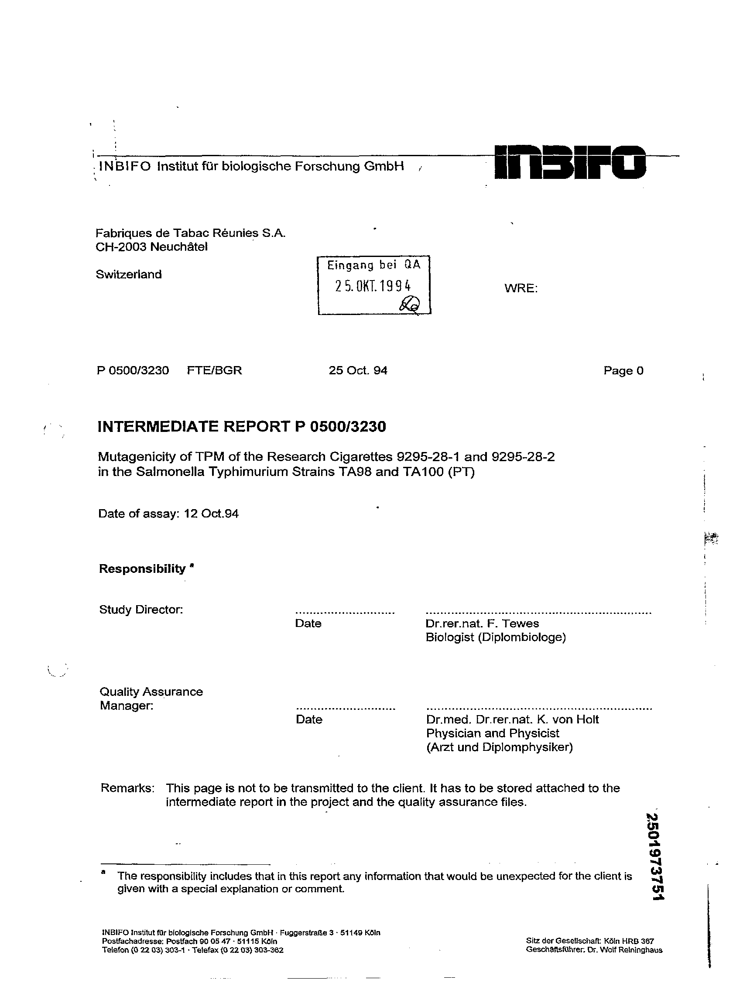 INBIFO Institut für biologische Forschung GmbH
INBIFO
Fabriques de Tabac Réunies S.A.
CH-2003 Neuchâtel
Switzerland
Eingang bei QA
25. OKT. 1994
WRE:
P 0500/3230 FTE/BGR 25 Oct. 94 Page 0
INTERMEDIATE REPORT P 0500/3230
Mutagenicity of TPM of the Research Cigarettes 9295-28-1 and 9295-28-2
in the Salmonella Typhimurium Strains TA98 and TA100 (PT)
Date of assay: 12 Oct.94
Responsibility a
Study Director: ........................... ..............................................................
Date Dr.rer.nat. F. Tewes
Biologist (Diplombiologe)
Quality Assurance
Manager: ........................... ..............................................................
Date Dr.med. Dr.rer.nat. K. von Holt
Physician and Physicist
(Arzt und Diplomphysiker)
Remarks: This page is not to be transmitted to the client. It has to be stored attached to the
intermediate report in the project and the quality assurance files.
2501973751
a The responsibility includes that in this report any information that would be unexpected for the client is
given with a special explanation or comment.
INBIFO Institut für biologische Forschung GmbH · Fuggerstraße 3 · 51149 Köln
Postfachadresse: Postfach 90 05 47 · 51115 Köln
Telefon (0 22 03) 303-1 · Telefax (0 22 03) 303-362
Sitz der Gesellschaft: Köln HRB 367
Geschäftsführer: Dr. Wolf Reininghaus